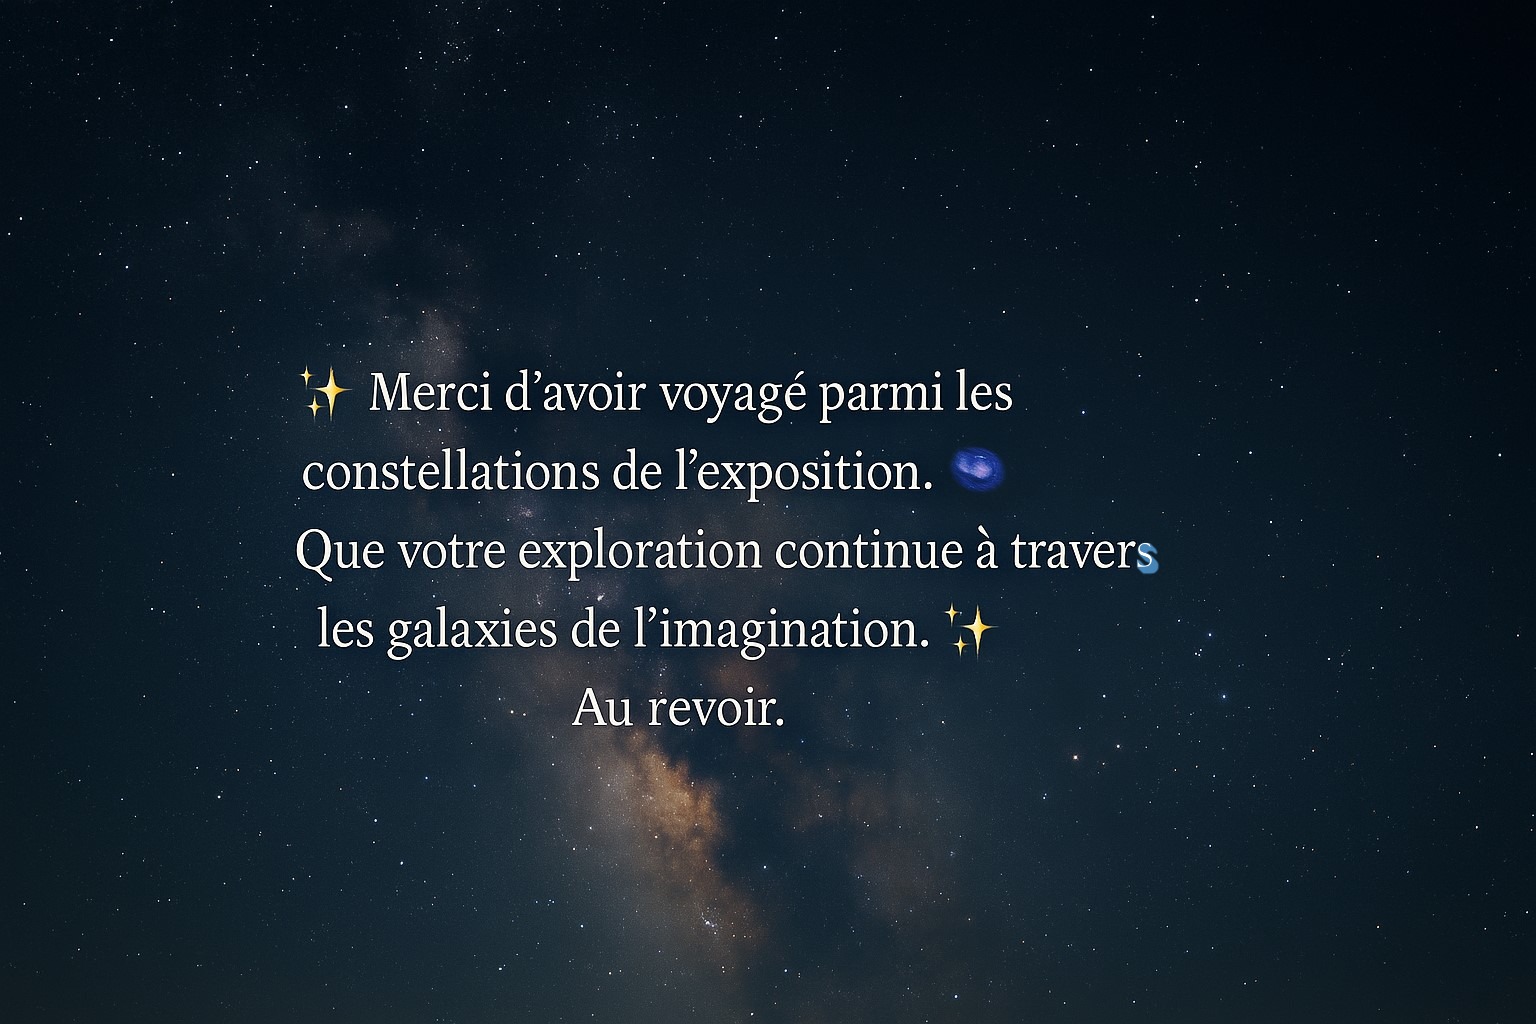 ✨ Merci d’avoir voyagé parmi les
constellations de l’exposition. 🌌
Que votre exploration continue à travers
les galaxies de l’imagination. ✨
Au revoir.